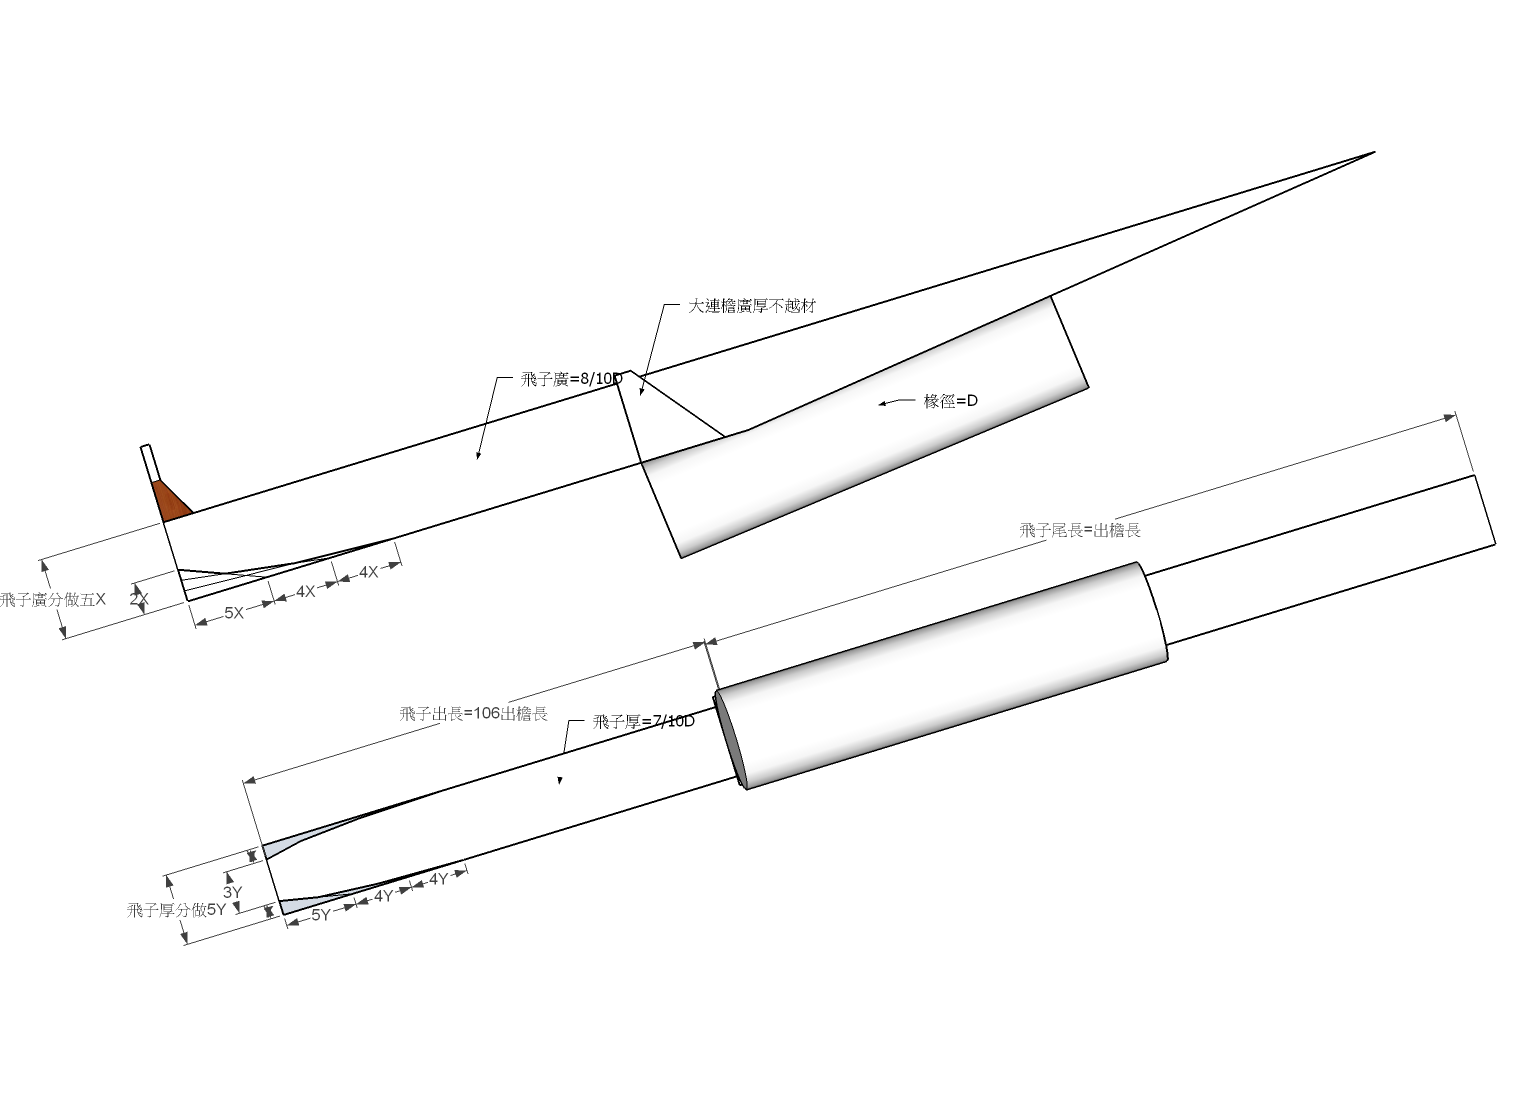 大連檐廣厚不越材
飛子廣=8/10D
椽徑=D
飛子廣分做五X
2X
5X
4X
4X
飛子尾長=出檐長
飛子出長=106出檐長
飛子厚=7/10D
3Y
飛子厚分做5Y
5Y
4Y
4Y